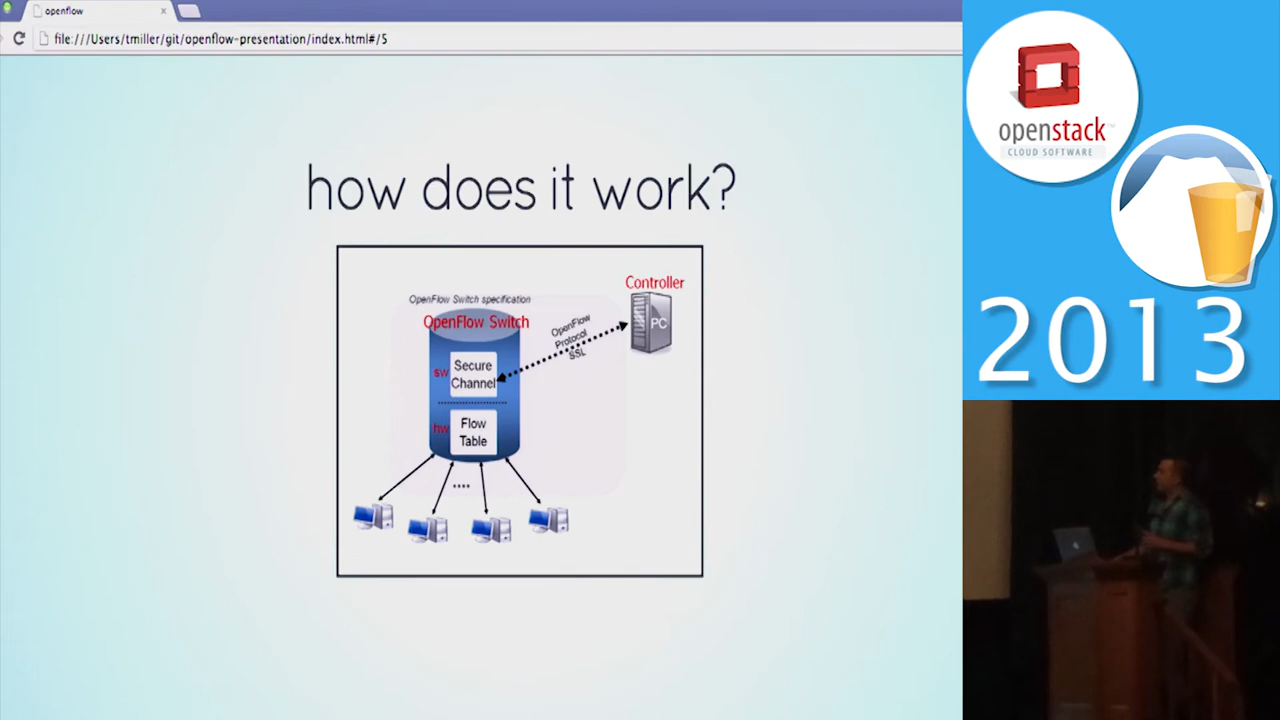 openflow
file:///Users/tmiller/git/openflow-presentation/index.html#/5
how does it work?
OpenFlow Switch specification
OpenFlow Switch
Controller
PC
OpenFlow
Protocol
SSL
sw
Secure
Channel
hw
Flow
Table
....
openstack™
CLOUD SOFTWARE
2013